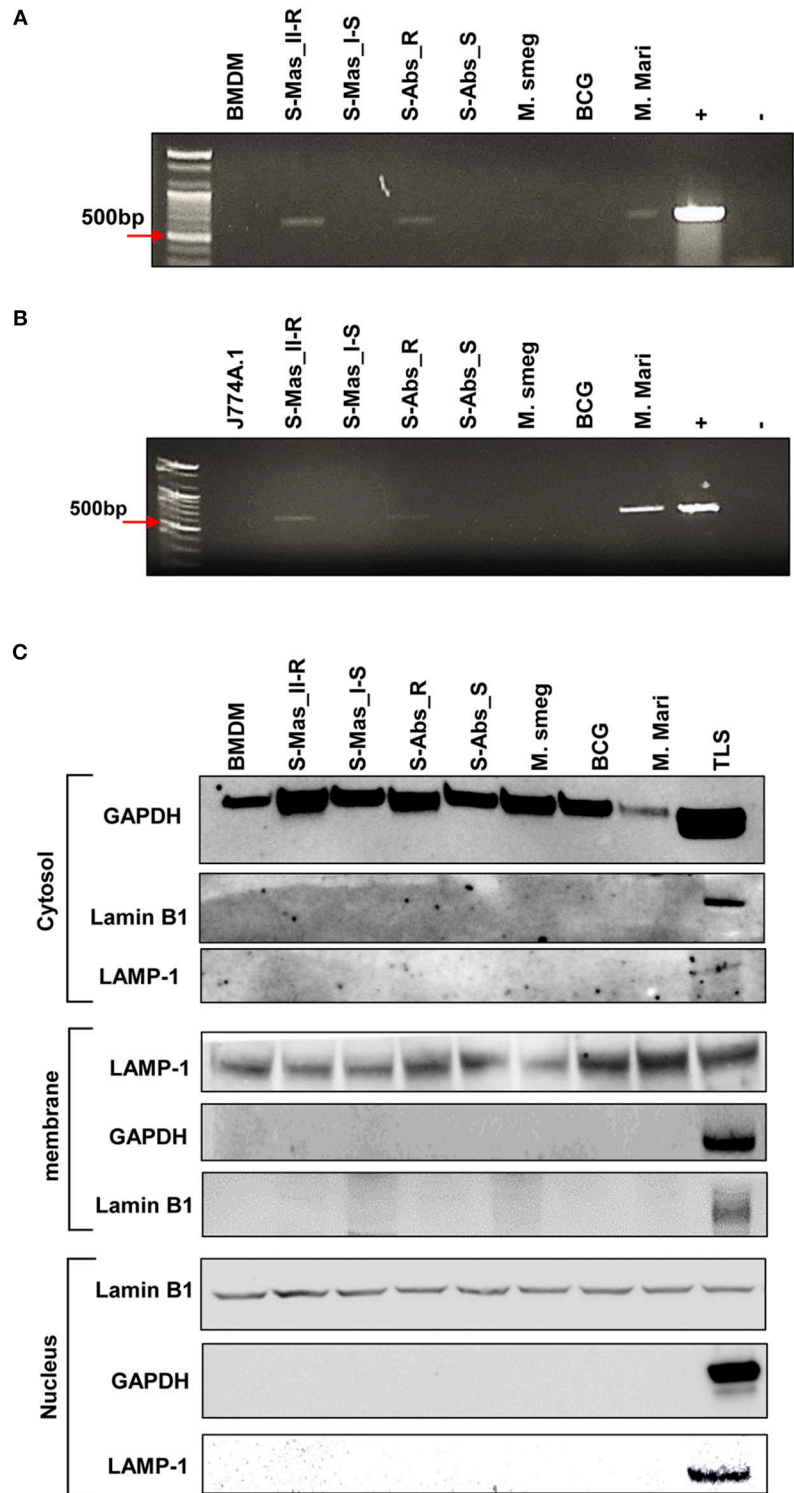 A
BMDM
S-Mas_II-R
S-Mas_I-S
S-Abs_R
S-Abs_S
M. smeg
BCG
M. Mari
+
-
500bp
B
J774A.1
S-Mas_II-R
S-Mas_I-S
S-Abs_R
S-Abs_S
M. smeg
BCG
M. Mari
+
-
500bp
C
BMDM
S-Mas_II-R
S-Mas_I-S
S-Abs_R
S-Abs_S
M. smeg
BCG
M. Mari
TLS
Cytosol
GAPDH
Lamin B1
LAMP-1
membrane
LAMP-1
GAPDH
Lamin B1
Nucleus
Lamin B1
GAPDH
LAMP-1